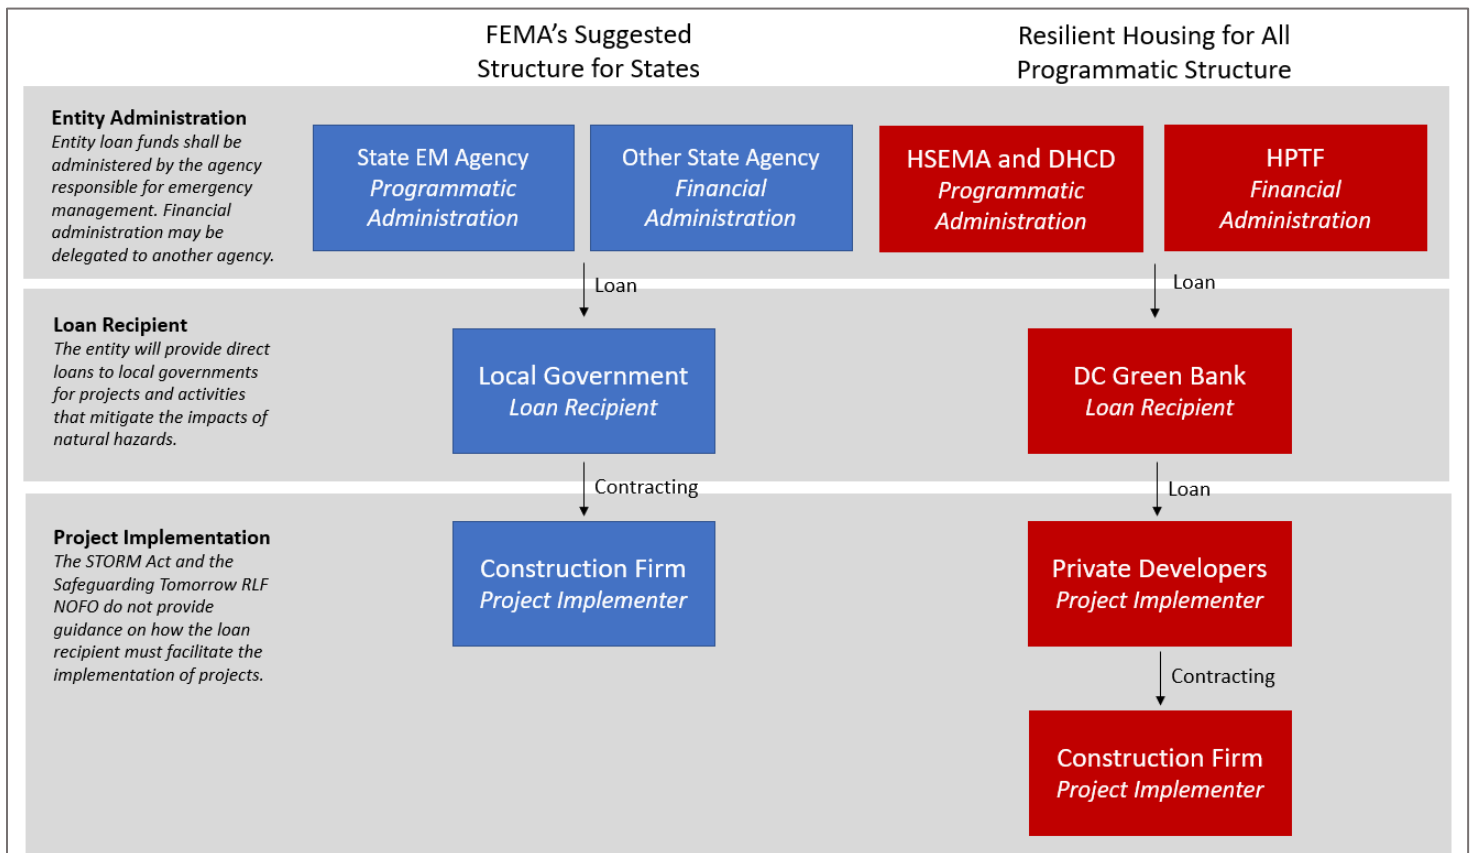 FEMA's Suggested
Structure for States
Resilient Housing for All
Programmatic Structure
Entity Administration
Entity loan funds shall be
administered by the agency
responsible for emergency
management. Financial
administration may be
delegated to another agency.
State EM Agency
Programmatic
Administration
Other State Agency
Financial
Administration
HSEMA and DHCD
Programmatic
Administration
HPTF
Financial
Administration
Loan
Loan
Loan Recipient
The entity will provide direct
loans to local governments
for projects and activities
that mitigate the impacts of
natural hazards.
Local Government
Loan Recipient
DC Green Bank
Loan Recipient
Contracting
Loan
Project Implementation
The STORM Act and the
Safeguarding Tomorrow RLF
NOFO do not provide
guidance on how the loan
recipient must facilitate the
implementation of projects.
Construction Firm
Project Implementer
Private Developers
Project Implementer
Contracting
Construction Firm
Project Implementer